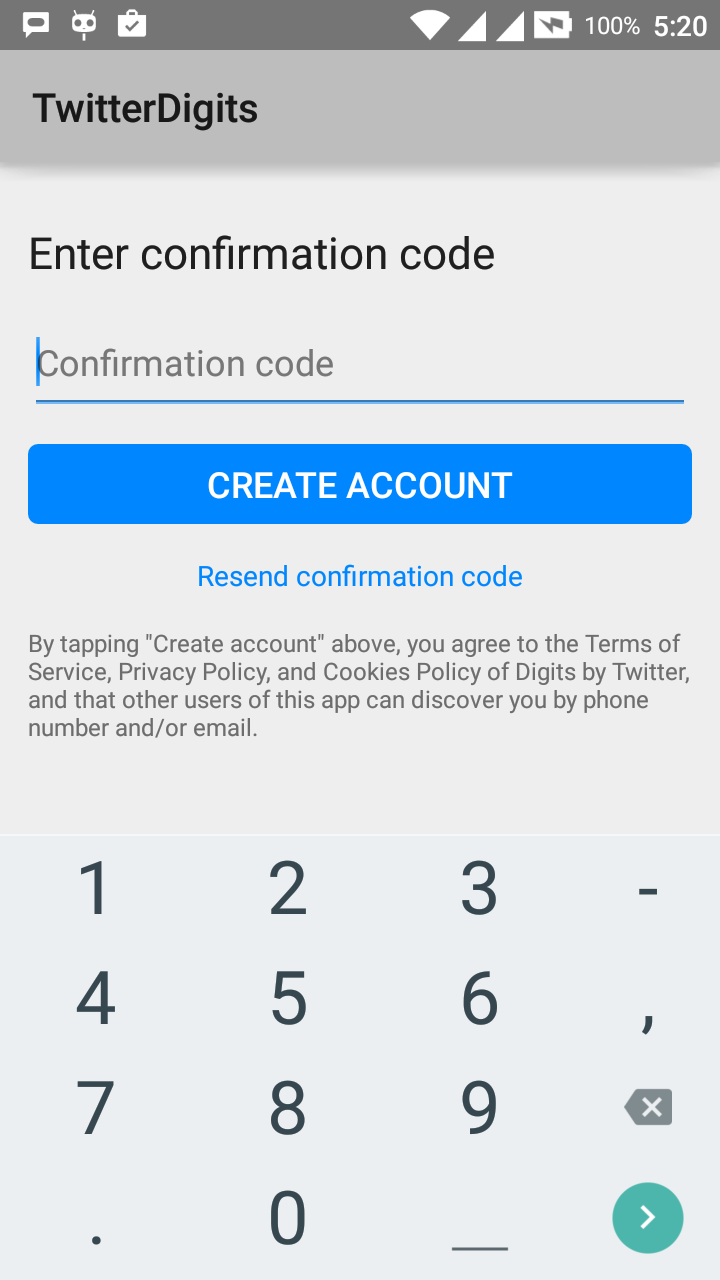 100% 5:20
TwitterDigits
Enter confirmation code
Confirmation code
CREATE ACCOUNT
Resend confirmation code
By tapping "Create account" above, you agree to the Terms of
Service, Privacy Policy, and Cookies Policy of Digits by Twitter,
and that other users of this app can discover you by phone
number and/or email.
1 2 3 -
4 5 6 ,
7 8 9
. 0 _